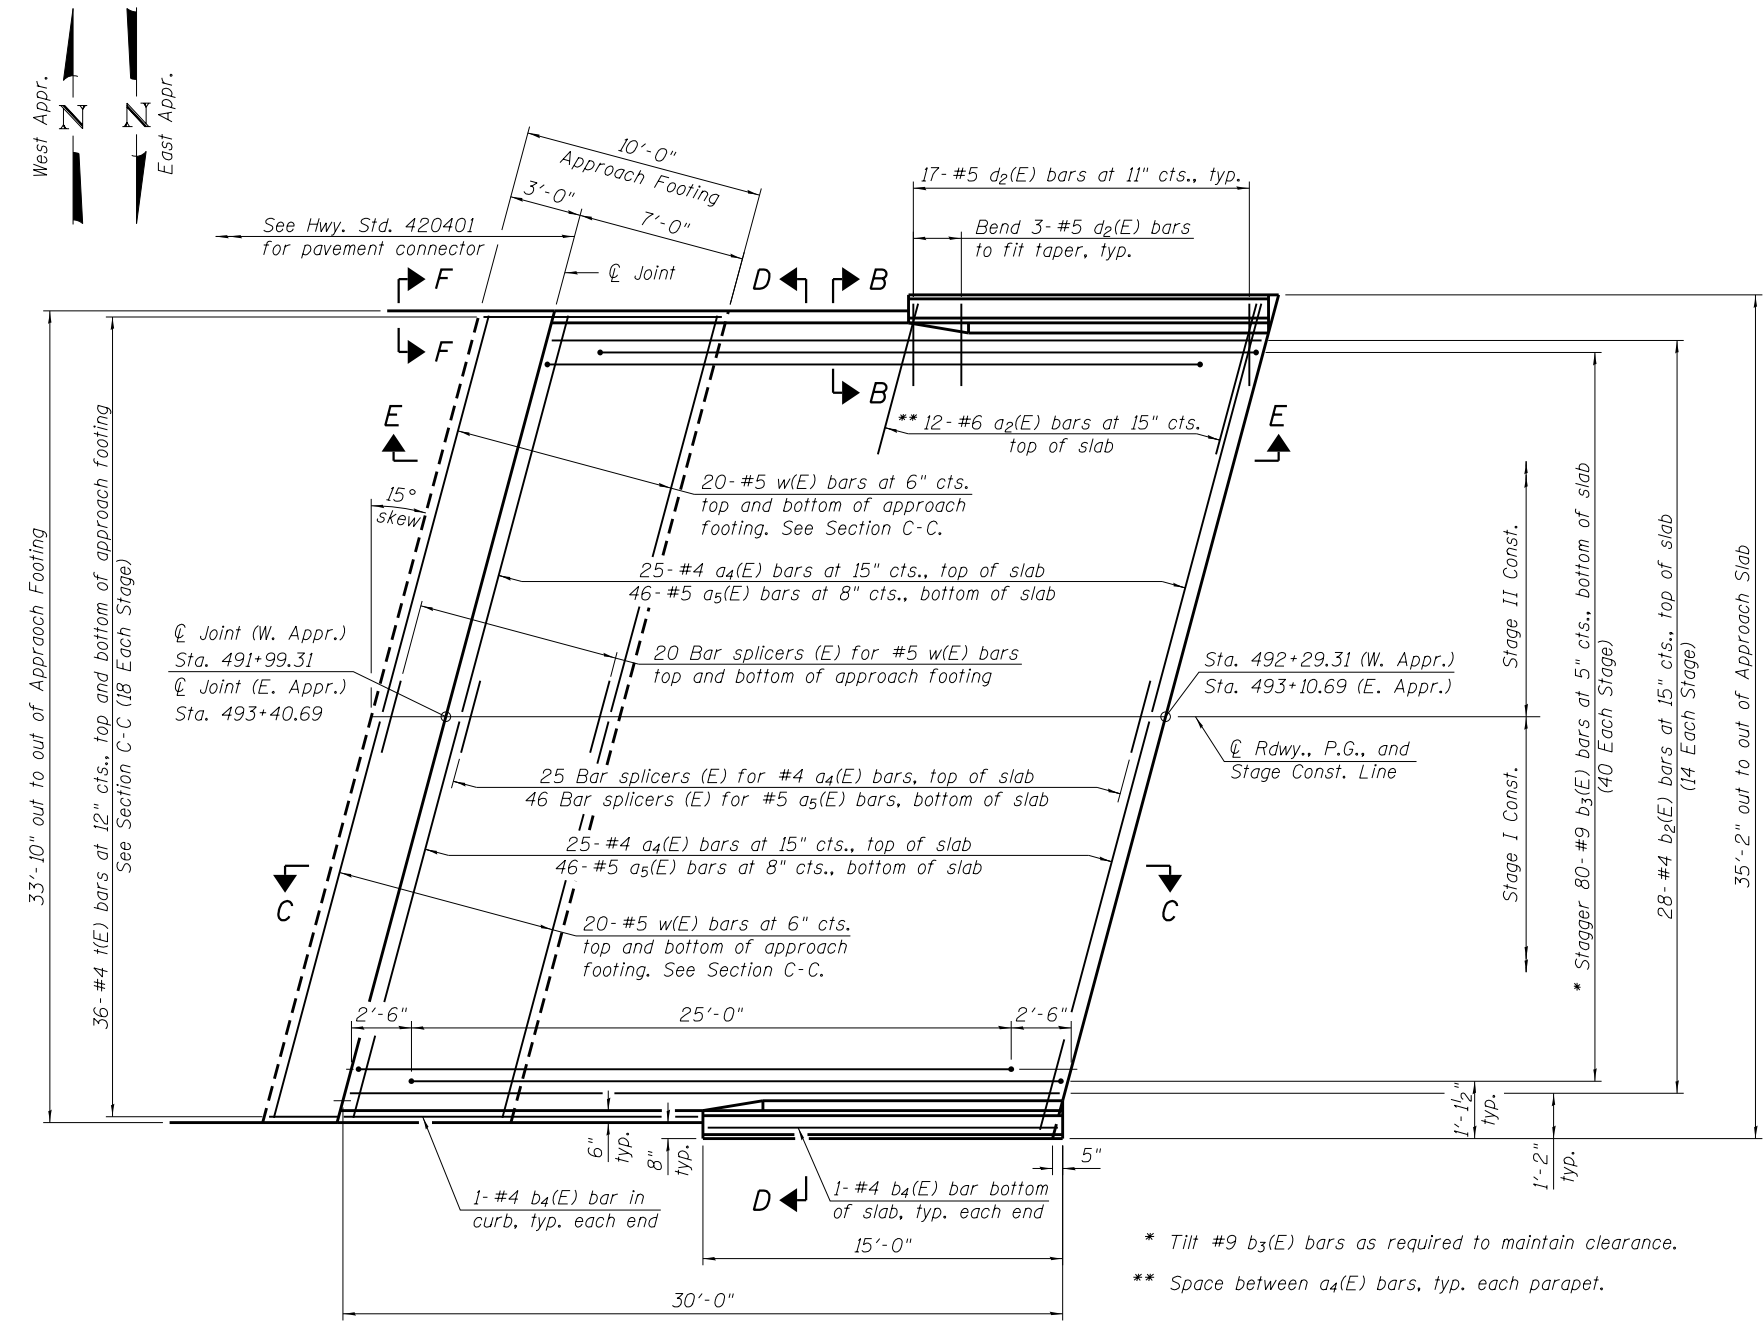 West Appr.
N
N
East Appr.
10'-0"
Approach Footing
3'-0"
7'-0"
See Hwy. Std. 420401
for pavement connector
℄ Joint
17- #5 d2(E) bars at 11" cts., typ.
Bend 3- #5 d2(E) bars
to fit taper, typ.
F
D
B
F
B
E
E
** 12- #6 a2(E) bars at 15" cts.
top of slab
15°
skew
20- #5 w(E) bars at 6" cts.
top and bottom of approach
footing. See Section C-C.
25- #4 a4(E) bars at 15" cts., top of slab
46- #5 a5(E) bars at 8" cts., bottom of slab
℄ Joint (W. Appr.)
Sta. 491+99.31
℄ Joint (E. Appr.)
Sta. 493+40.69
20 Bar splicers (E) for #5 w(E) bars
top and bottom of approach footing
Sta. 492+29.31 (W. Appr.)
Sta. 493+10.69 (E. Appr.)
℄ Rdwy., P.G., and
Stage Const. Line
25 Bar splicers (E) for #4 a4(E) bars, top of slab
46 Bar splicers (E) for #5 a5(E) bars, bottom of slab
25- #4 a4(E) bars at 15" cts., top of slab
46- #5 a5(E) bars at 8" cts., bottom of slab
C
C
20- #5 w(E) bars at 6" cts.
top and bottom of approach
footing. See Section C-C.
33'-10" out to out of Appraoch Footing
36- #4 t(E) bars at 12" cts., top and bottom of approach footing
See Section C-C (18 Each Stage)
Stage II Const.
Stage I Const.
* Stagger 80- #9 b3(E) bars at 5" cts., bottom of slab
(40 Each Stage)
28- #4 b2(E) bars at 15" cts., top of slab
(14 Each Stage)
35'-2" out to out of Approach Slab
2'-6"
25'-0"
2'-6"
6"
typ.
8"
typ.
5"
1'-1½"
typ.
1'-2"
typ.
1- #4 b4(E) bar in
curb, typ. each end
D
1- #4 b4(E) bar bottom
of slab, typ. each end
15'-0"
30'-0"
* Tilt #9 b3(E) bars as required to maintain clearance.
** Space between a4(E) bars, typ. each parapet.